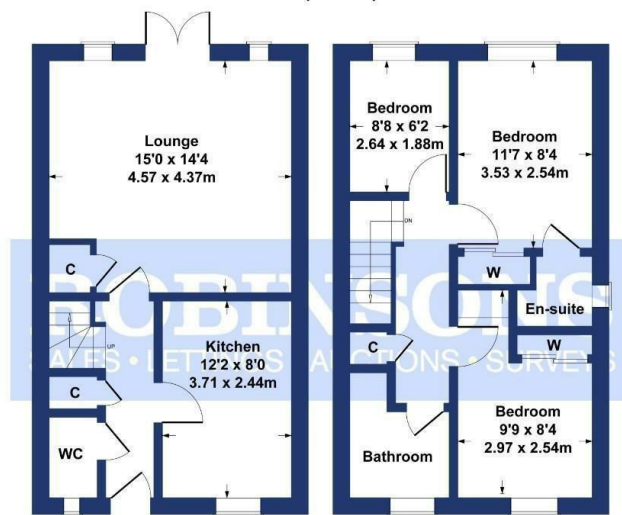 Lounge
15'0 x 14'4
4.57 x 4.37m
C
UP
C
WC
Kitchen
12'2 x 8'0
3.71 x 2.44m
Bedroom
8'8 x 6'2
2.64 x 1.88m
Bedroom
11'7 x 8'4
3.53 x 2.54m
DN
W
En-suite
W
C
Bathroom
Bedroom
9'9 x 8'4
2.97 x 2.54m
ROBINSONS
SALES • LETTINGS • AUCTIONS • SURVEYS